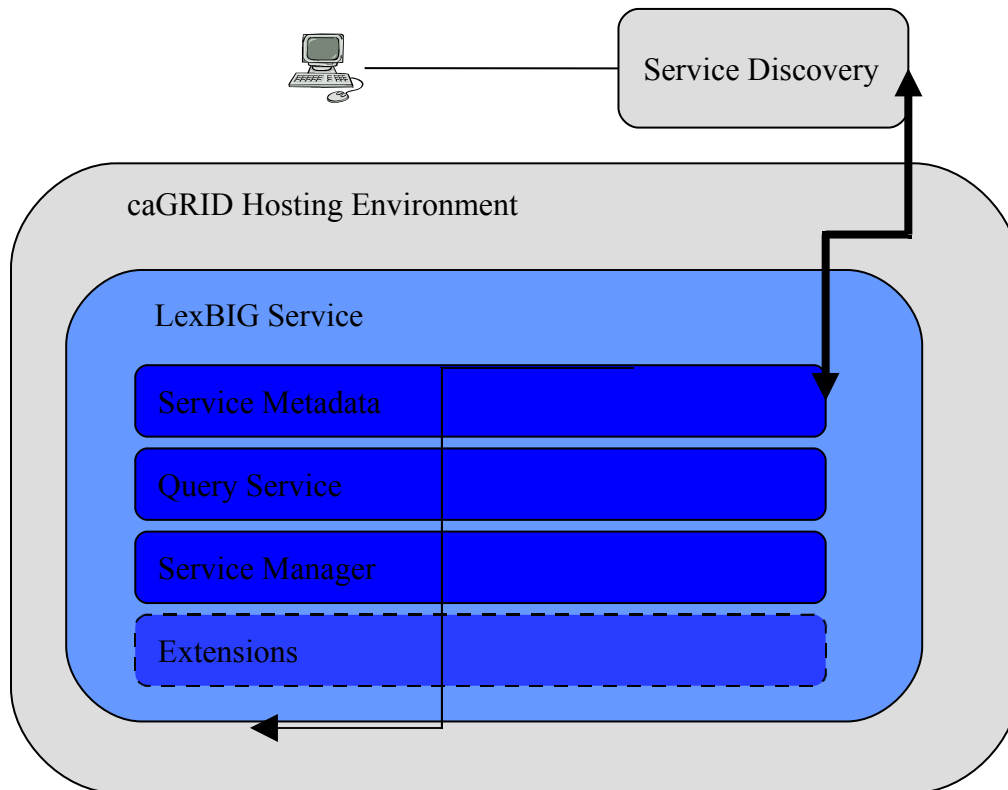 Service Discovery
caGRID Hosting Environment
LexBIG Service
Service Metadata
Query Service
Service Manager
Extensions